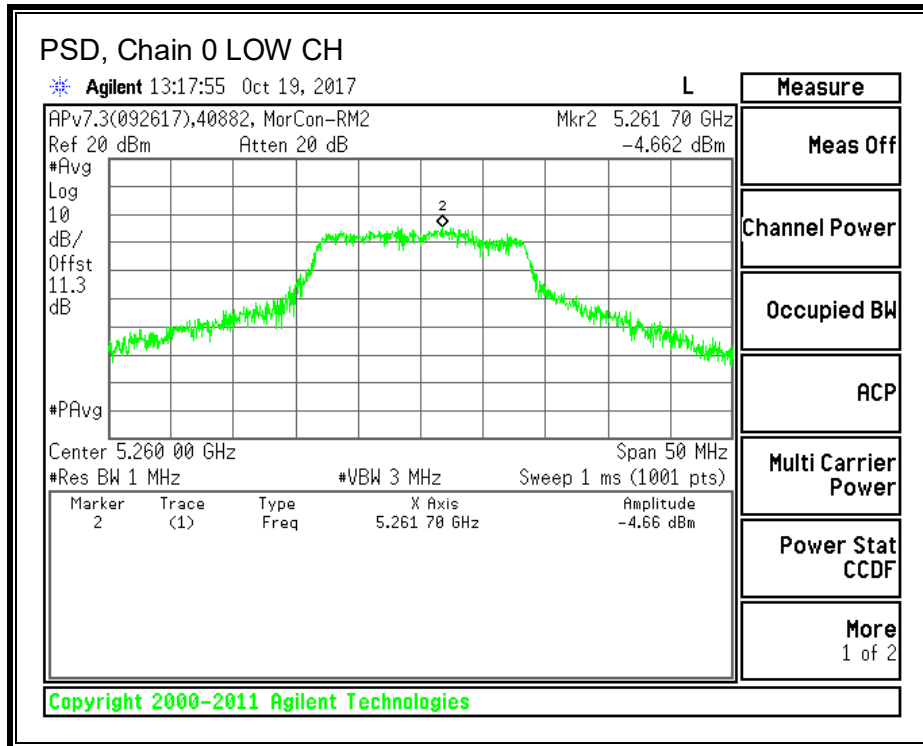 PSD, Chain 0 LOW CH
Agilent 13:17:55 Oct 19, 2017 L
APv7.3(092617),40882, MorCon-RM2 Mkr2 5.261 70 GHz
Ref 20 dBm Atten 20 dB -4.662 dBm
#Avg
Log
10
dB/
Offst
11.3
dB
2
#PAvg
Center 5.260 00 GHz Span 50 MHz
#Res BW 1 MHz #VBW 3 MHz Sweep 1 ms (1001 pts)
Marker Trace Type X Axis Amplitude
2 (1) Freq 5.261 70 GHz -4.66 dBm
Measure
Meas Off
Channel Power
Occupied BW
ACP
Multi Carrier
Power
Power Stat
CCDF
More
1 of 2
Copyright 2000-2011 Agilent Technologies